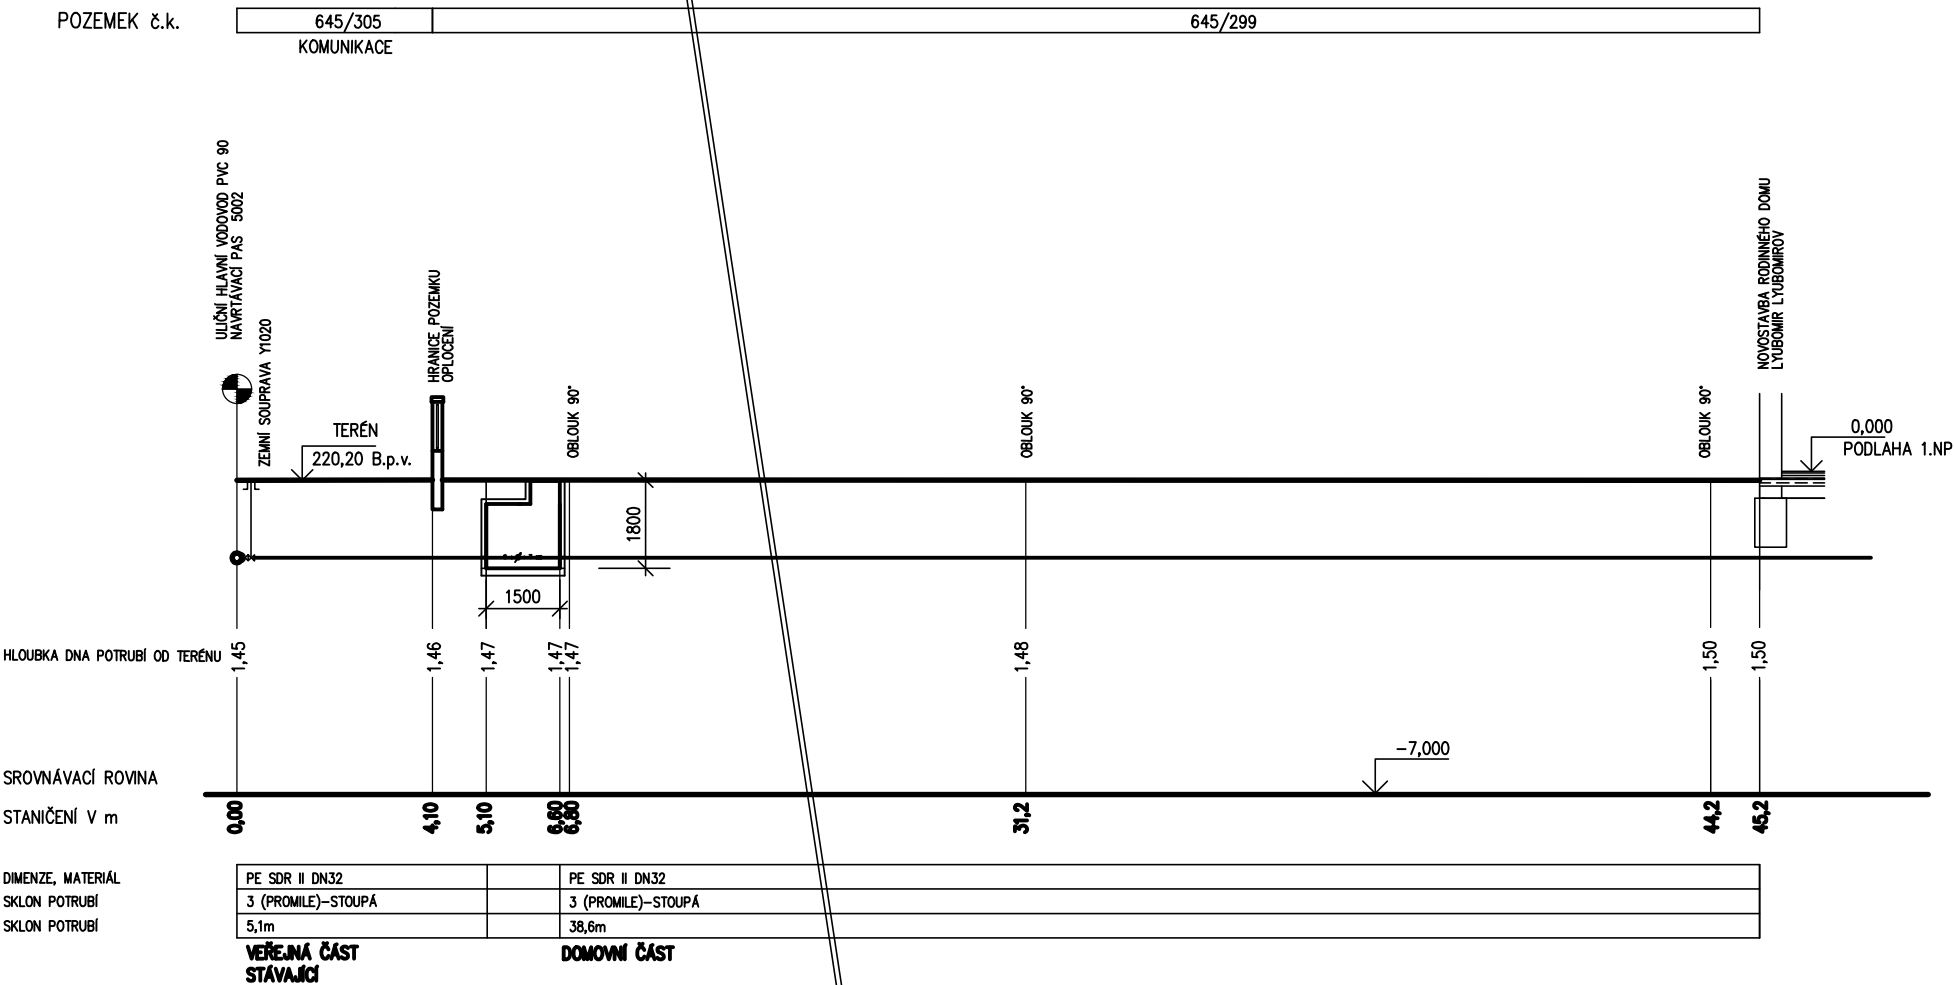 POZEMEK č.k.
645/305
645/299
KOMUNIKACE
ULIČNÍ HLAVNÍ VODOVOD PVC 90
NAVRTÁVACÍ PAS 5002
ZEMNÍ SOUPRAVA Y1020
HRANICE POZEMKU
OPLOCENÍ
OBLOUK 90°
OBLOUK 90°
OBLOUK 90°
NOVOSTAVBA RODINNÉHO DOMU
LYUBOMIR LYUBOMIROV
TERÉN
220,20 B.p.v.
0,000
PODLAHA 1.NP
1800
1500
HLOUBKA DNA POTRUBÍ OD TERÉNU
1,45
1,46
1,47
1,47
1,47
1,48
1,50
1,50
-7,000
SROVNÁVACÍ ROVINA
STANIČENÍ V m
0,00
4,10
5,10
6,60
6,80
31,2
44,2
45,2
DIMENZE, MATERIÁL
PE SDR II DN32
PE SDR II DN32
SKLON POTRUBÍ
3 (PROMILE)-STOUPÁ
3 (PROMILE)-STOUPÁ
SKLON POTRUBÍ
5,1m
38,6m
VEŘEJNÁ ČÁST
STÁVAJÍCÍ
DOMOVNÍ ČÁST